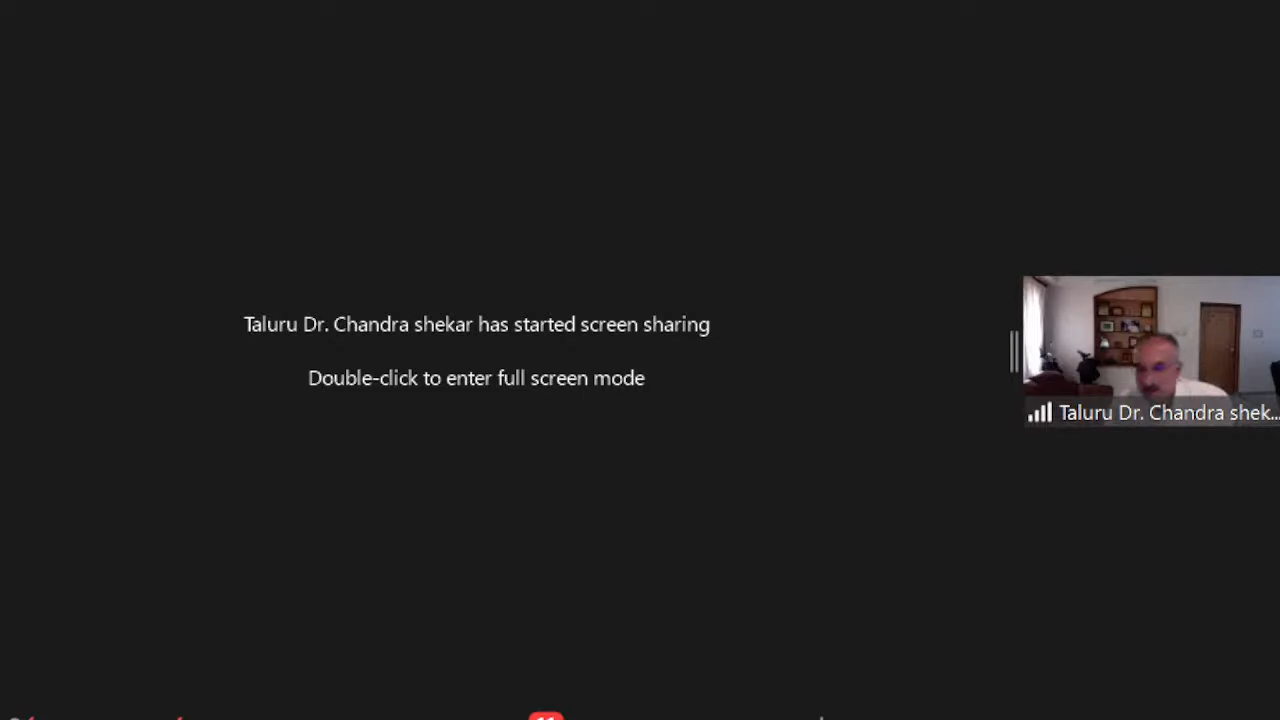 Taluru Dr. Chandra shekar has started screen sharing
Double-click to enter full screen mode
Taluru Dr. Chandra shek...